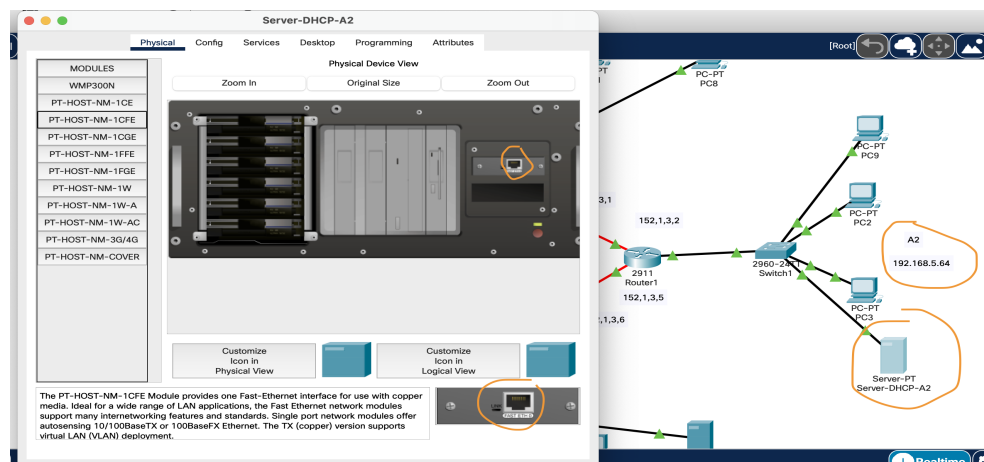 Server-DHCP-A2
Physical Config Services Desktop Programming Attributes
MODULES
WMP300N
PT-HOST-NM-1CE
PT-HOST-NM-1CFE
PT-HOST-NM-1CGE
PT-HOST-NM-1FFE
PT-HOST-NM-1FGE
PT-HOST-NM-1W
PT-HOST-NM-1W-A
PT-HOST-NM-1W-AC
PT-HOST-NM-3G/4G
PT-HOST-NM-COVER
Physical Device View
Zoom In Original Size Zoom Out
Customize
Icon in
Physical View
Customize
Icon in
Logical View
The PT-HOST-NM-1CFE Module provides one Fast-Ethernet interface for use with copper
media. Ideal for a wide range of LAN applications, the Fast Ethernet network modules
support many internetworking features and standards. Single port network modules offer
autosensing 10/100BaseTX or 100BaseFX Ethernet. The TX (copper) version supports
virtual LAN (VLAN) deployment.
[Root]
PT
PC-PT
PC8
PC-PT
PC9
3,1
152,1,3,2
PC-PT
PC2
A2
192.168.5.64
2911
Router1
Switch1
152,1,3,5
,1,3,6
PC-PT
PC3
Server-PT
Server-DHCP-A2
Realtime